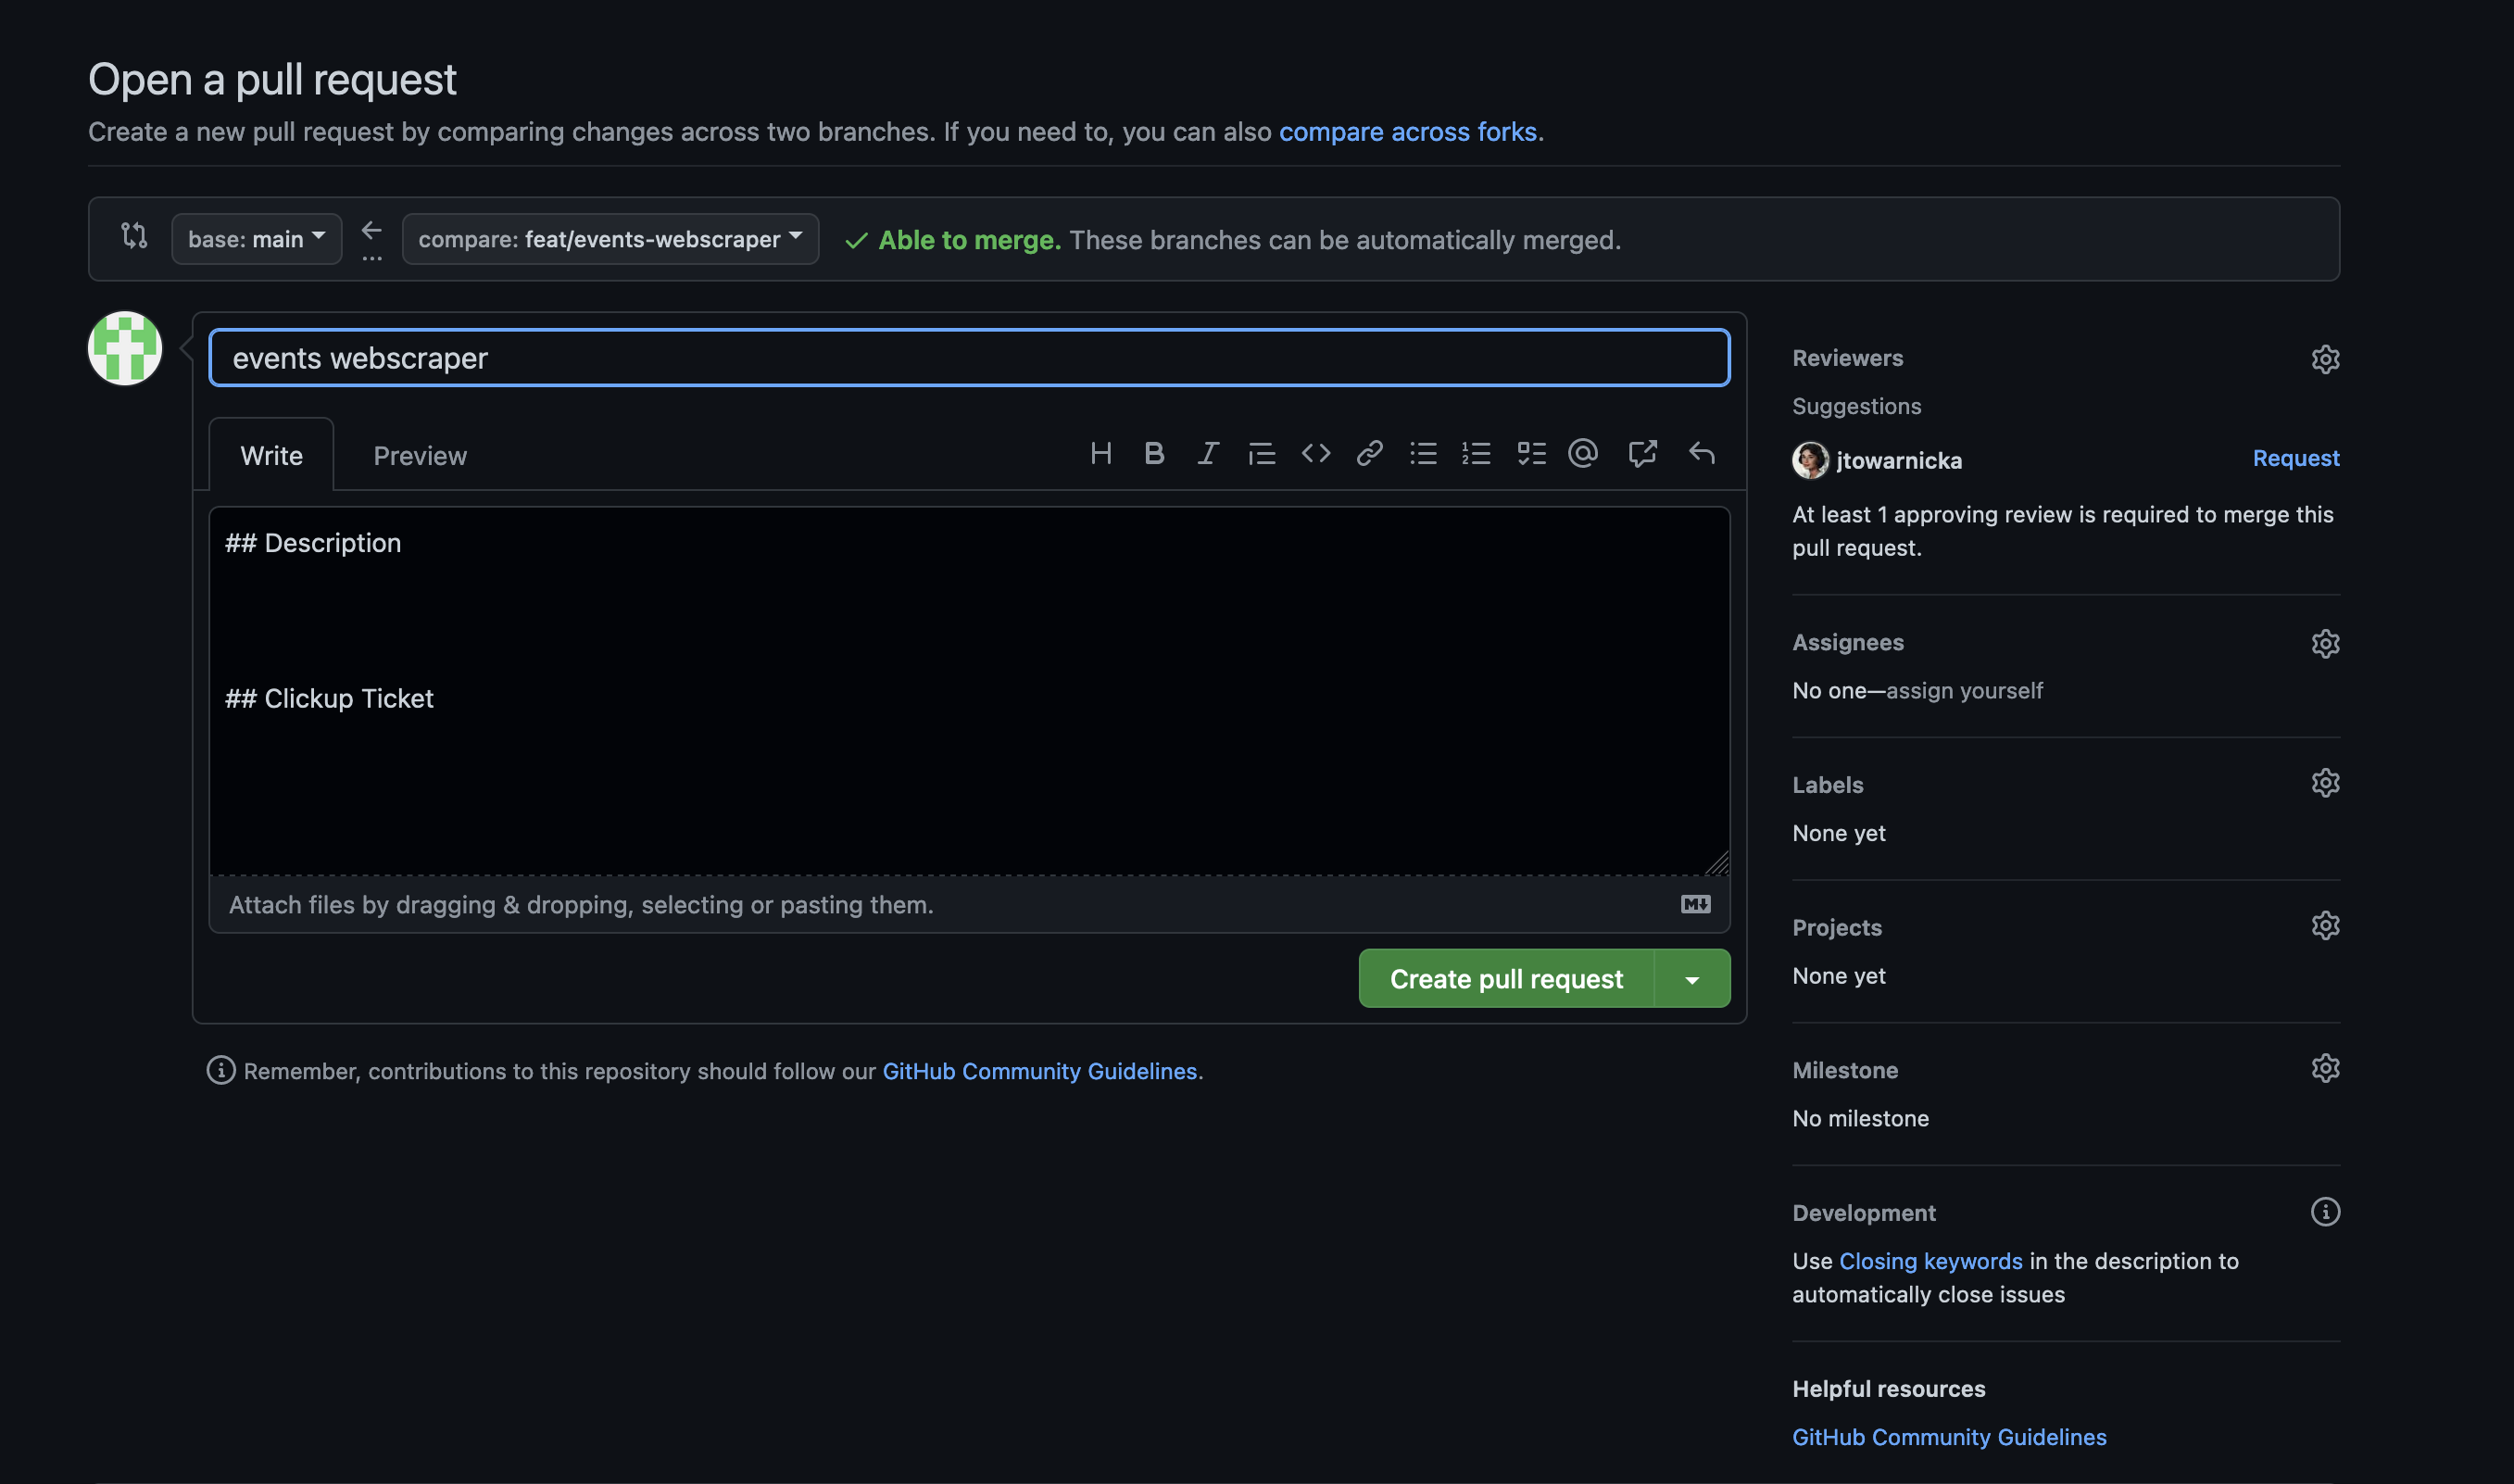 Open a pull request
Create a new pull request by comparing changes across two branches. If you need to, you can also compare across forks.
base: main
compare: feat/events-webscraper
Able to merge. These branches can be automatically merged.
events webscraper
Write
Preview
## Description
## Clickup Ticket
Attach files by dragging & dropping, selecting or pasting them.
Create pull request
Remember, contributions to this repository should follow our GitHub Community Guidelines.
Reviewers
Suggestions
jtowarnicka
Request
At least 1 approving review is required to merge this
pull request.
Assignees
No one—assign yourself
Labels
None yet
Projects
None yet
Milestone
No milestone
Development
Use Closing keywords in the description to
automatically close issues
Helpful resources
GitHub Community Guidelines